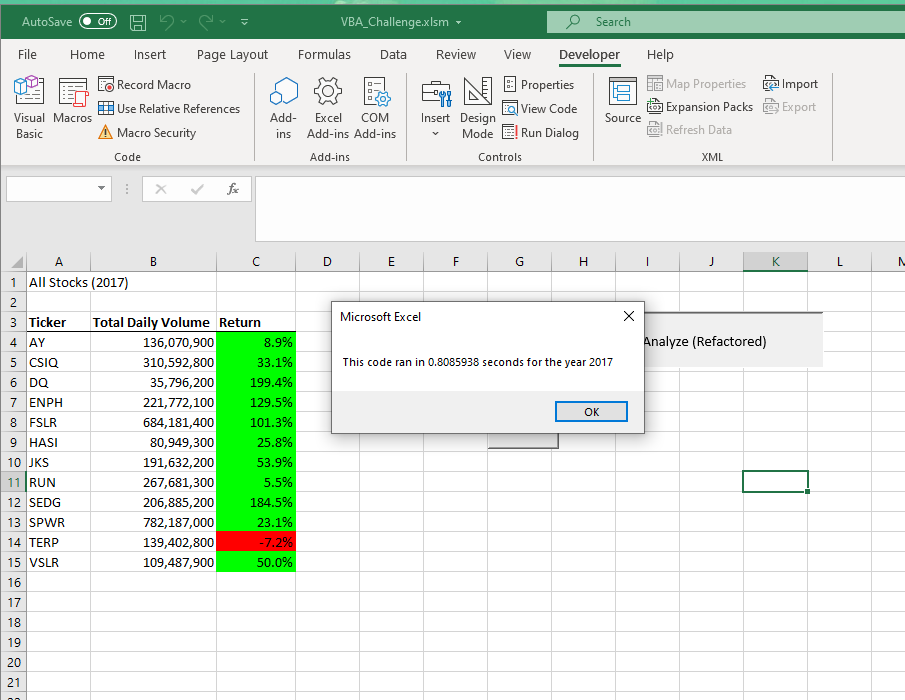 AutoSave Off VBA_Challenge.xlsm Search
File Home Insert Page Layout Formulas Data Review View Developer Help
Visual Basic
Macros
Record Macro
Use Relative References
Macro Security
Code
Add-ins
Excel Add-ins
COM Add-ins
Add-ins
Insert
Design Mode
Properties
View Code
Run Dialog
Controls
Source
Map Properties
Expansion Packs
Refresh Data
Import
Export
XML
fx
A B C D E F G H I J K L M
1 All Stocks (2017)
2
3 Ticker Total Daily Volume Return
4 AY 136,070,900 8.9%
5 CSIQ 310,592,800 33.1%
6 DQ 35,796,200 199.4%
7 ENPH 221,772,100 129.5%
8 FSLR 684,181,400 101.3%
9 HASI 80,949,300 25.8%
10 JKS 191,632,200 53.9%
11 RUN 267,681,300 5.5%
12 SEDG 206,885,200 184.5%
13 SPWR 782,187,000 23.1%
14 TERP 139,402,800 -7.2%
15 VSLR 109,487,900 50.0%
16
17
18
19
20
21
Microsoft Excel
This code ran in 0.8085938 seconds for the year 2017
OK
Analyze (Refactored)